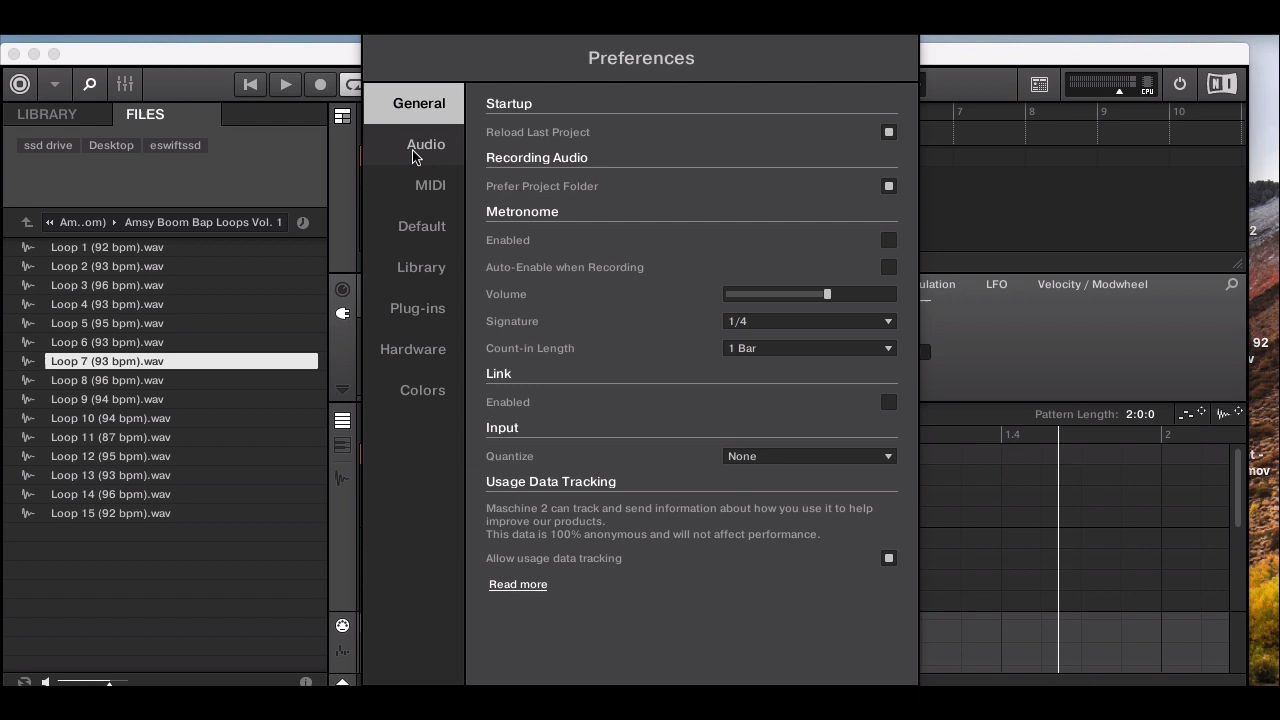 Preferences
CPU
NI
LIBRARY
FILES
ssd drive
Desktop
eswiftssd
Am..om)
Amsy Boom Bap Loops Vol. 1
Loop 1 (92 bpm).wav
Loop 2 (93 bpm).wav
Loop 3 (96 bpm).wav
Loop 4 (93 bpm).wav
Loop 5 (95 bpm).wav
Loop 6 (93 bpm).wav
Loop 7 (93 bpm).wav
Loop 8 (96 bpm).wav
Loop 9 (94 bpm).wav
Loop 10 (94 bpm).wav
Loop 11 (87 bpm).wav
Loop 12 (95 bpm).wav
Loop 13 (93 bpm).wav
Loop 14 (96 bpm).wav
Loop 15 (92 bpm).wav
General
Audio
MIDI
Default
Library
Plug-ins
Hardware
Colors
Startup
Reload Last Project
Recording Audio
Prefer Project Folder
Metronome
Enabled
Auto-Enable when Recording
Volume
Signature 1/4
Count-in Length 1 Bar
Link
Enabled
Input
Quantize None
Usage Data Tracking
Maschine 2 can track and send information about how you use it to help
improve our products.
This data is 100% anonymous and will not affect performance.
Allow usage data tracking
Read more
7 8 9 10
ulation LFO Velocity / Modwheel
Pattern Length: 2:0:0
1.4 2
2
92
v
t -
nov